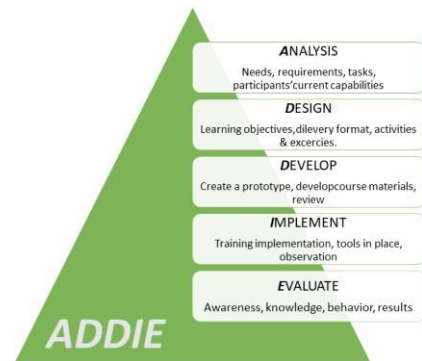 ANALYSIS
Needs, requirements, tasks,
participants'current capabilities
DESIGN
Learning objectives,dilevery format, activities
& excercies.
DEVELOP
Create a prototype, developcourse materials,
review
IMPLEMENT
Training implementation, tools in place,
observation
EVALUATE
Awareness, knowledge, behavior, results
ADDIE